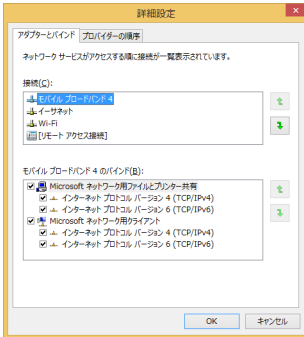 詳細設定
アダプターとバインド プロバイダーの順序
ネットワーク サービスがアクセスする順に接続が一覧表示されています。
接続(C):
モバイル ブロードバンド 4
イーサネット
Wi-Fi
[リモート アクセス接続]
モバイル ブロードバンド 4 のバインド(B):
Microsoft ネットワーク用ファイルとプリンター共有
インターネット プロトコル バージョン 4 (TCP/IPv4)
インターネット プロトコル バージョン 6 (TCP/IPv6)
Microsoft ネットワーク用クライアント
インターネット プロトコル バージョン 4 (TCP/IPv4)
インターネット プロトコル バージョン 6 (TCP/IPv6)
OK キャンセル